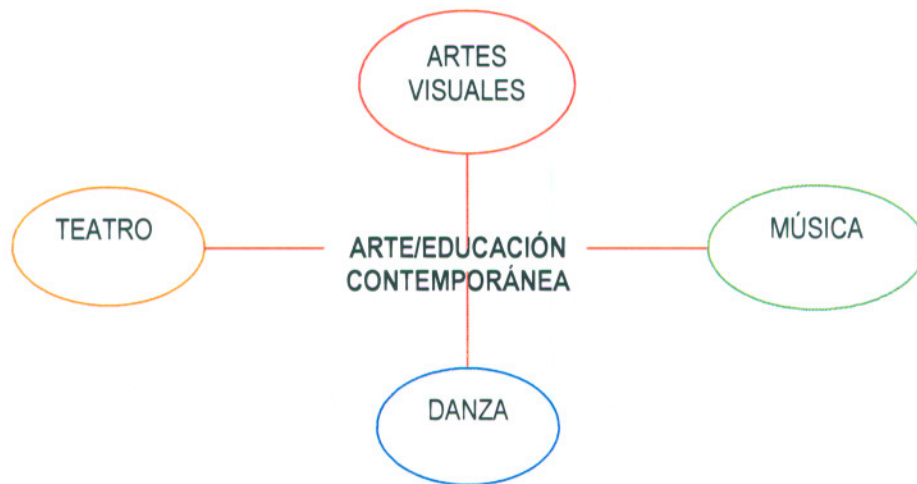 ARTES
VISUALES
TEATRO
ARTE/EDUCACIÓN
CONTEMPORÁNEA
MÚSICA
DANZA